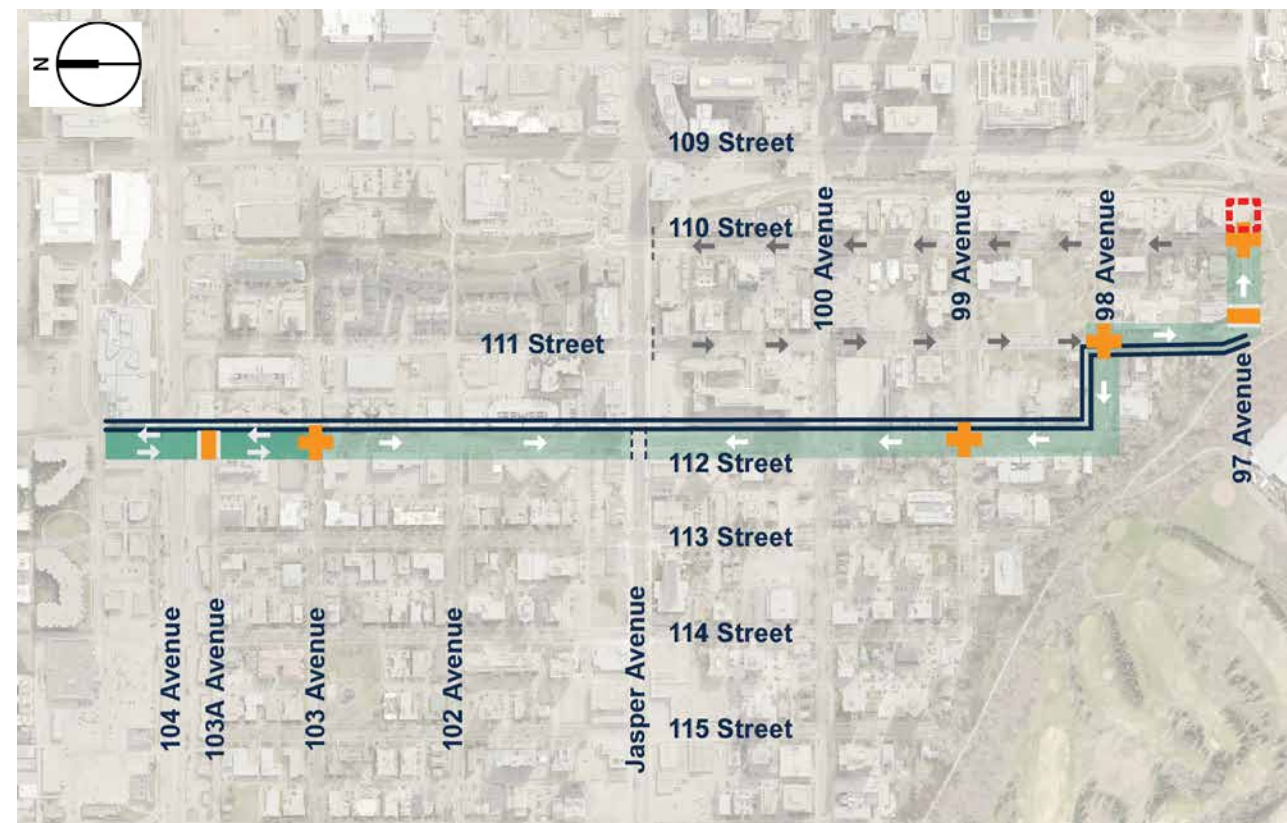 N
109 Street
110 Street
100 Avenue
99 Avenue
98 Avenue
111 Street
97 Avenue
112 Street
113 Street
104 Avenue
103A Avenue
103 Avenue
102 Avenue
Jasper Avenue
114 Street
115 Street